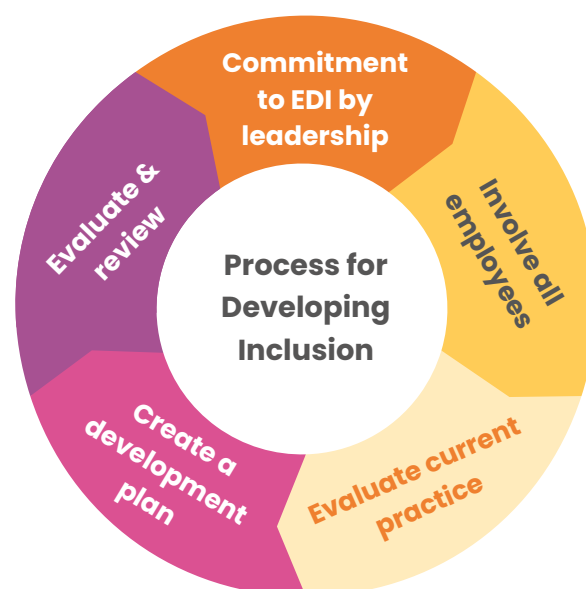 Commitment
to EDI by
leadership
Involve all
employees
Evaluate current
practice
Create a
development
plan
Evaluate &
review
Process for
Developing
Inclusion